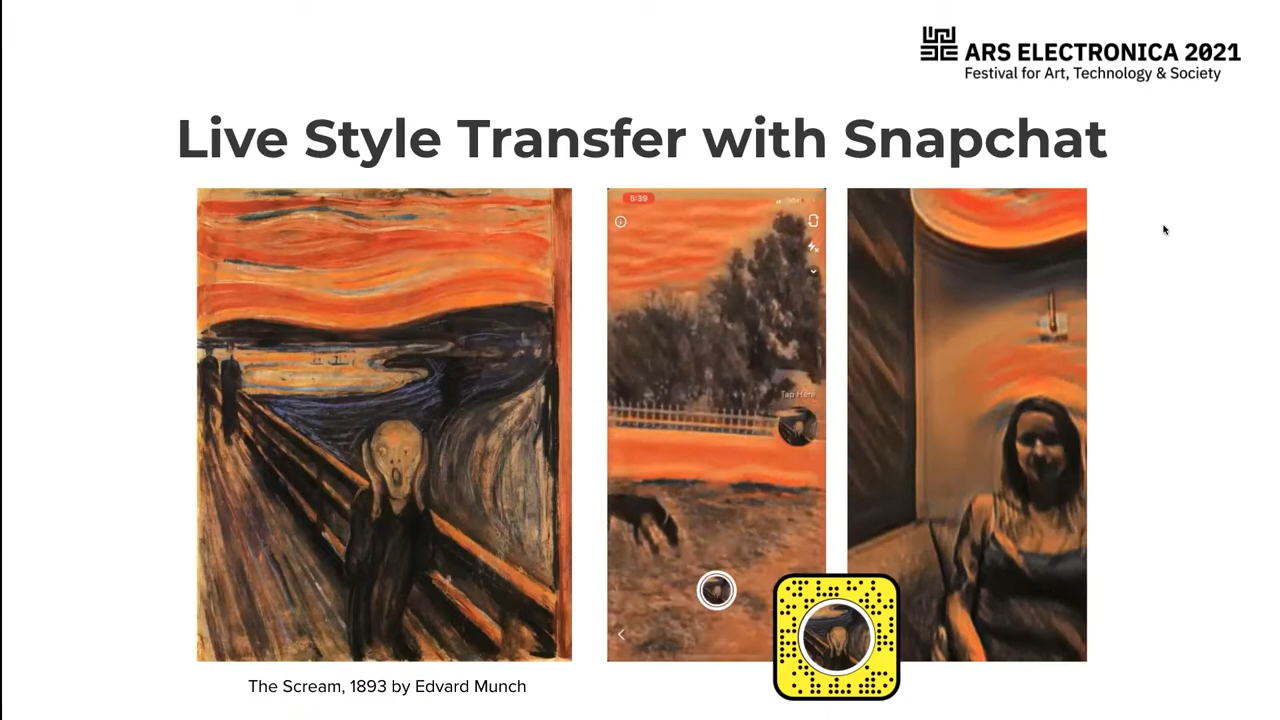 ARS ELECTRONICA 2021
Festival for Art, Technology & Society
Live Style Transfer with Snapchat
5:39
Tap Here
The Scream, 1893 by Edvard Munch